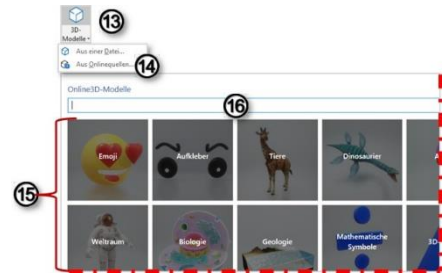 13
3D-
Modelle
Aus einer Datei...
Aus Onlinequellen...
14
Online3D-Modelle
16
15
Emoji
Aufkleber
Tiere
Dinosaurier
Weltraum
Biologie
Geologie
Mathematische
Symbole
3D-